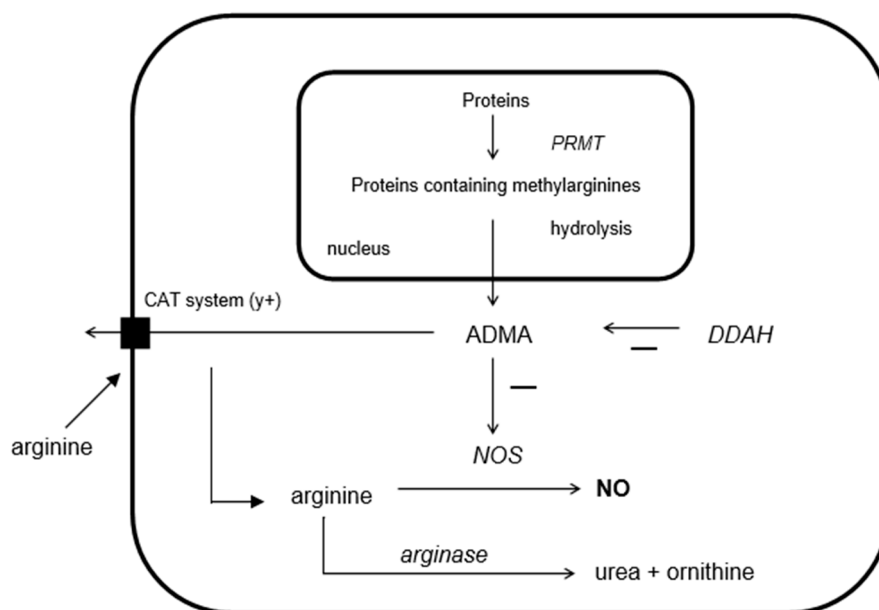 Proteins
PRMT
Proteins containing methylarginines
hydrolysis
nucleus
CAT system (y+)
ADMA
DDAH
arginine
NOS
arginine
NO
arginase
urea + ornithine